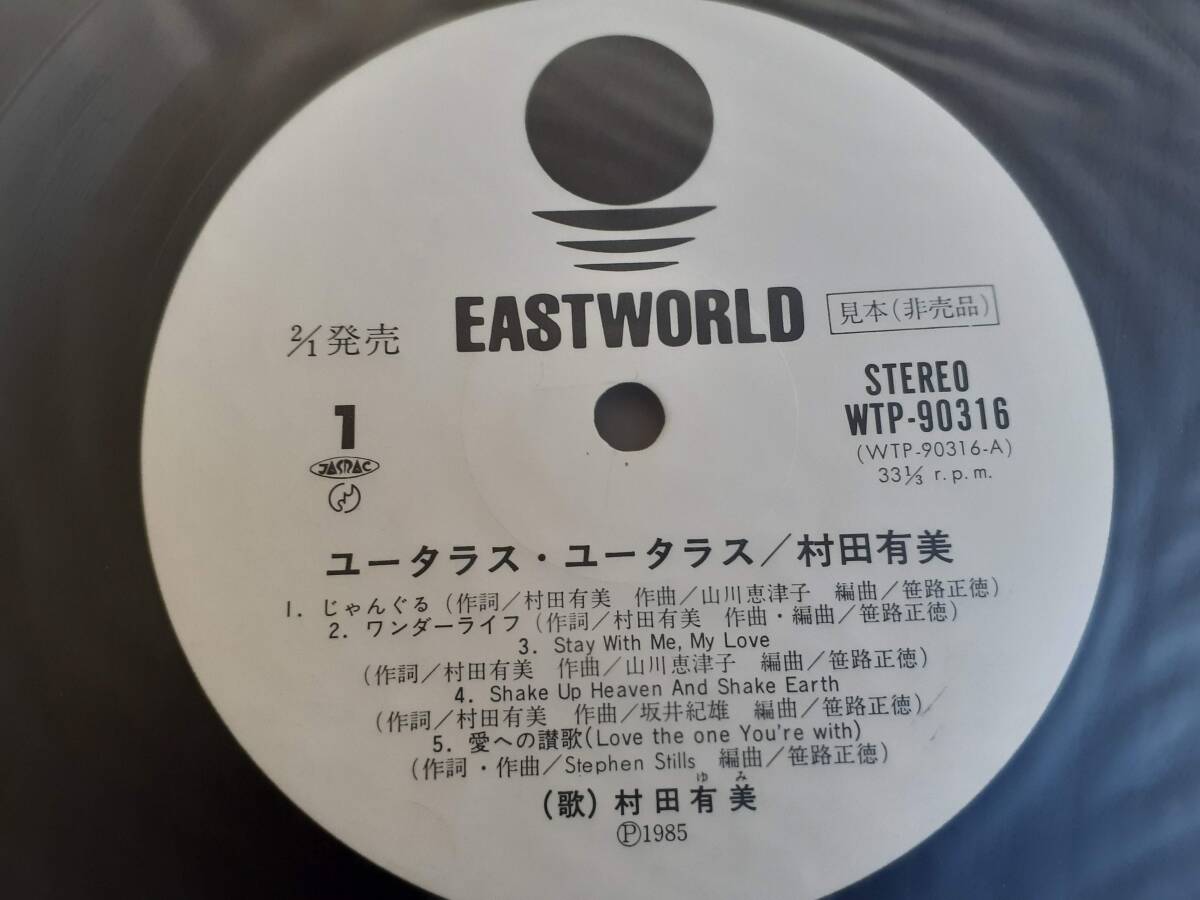 EASTWORLD
見本(非売品)
2/1発売
STEREO
WTP-90316
(WTP-90316-A)
33 1/3 r.p.m.
1
JASRAC
ユータラス・ユータラス/村田有美
1. じゃんぐる (作詞/村田有美 作曲/山川恵津子 編曲/笹路正徳)
2. ワンダーライフ (作詞/村田有美 作曲・編曲/笹路正徳)
3. Stay With Me, My Love
(作詞/村田有美 作曲/山川恵津子 編曲/笹路正徳)
4. Shake Up Heaven And Shake Earth
(作詞/村田有美 作曲/坂井紀雄 編曲/笹路正徳)
5. 愛への讃歌(Love the one You're with)
(作詞・作曲/Stephen Stills 編曲/笹路正徳)
ゆ み
(歌) 村田有美
Ⓟ1985